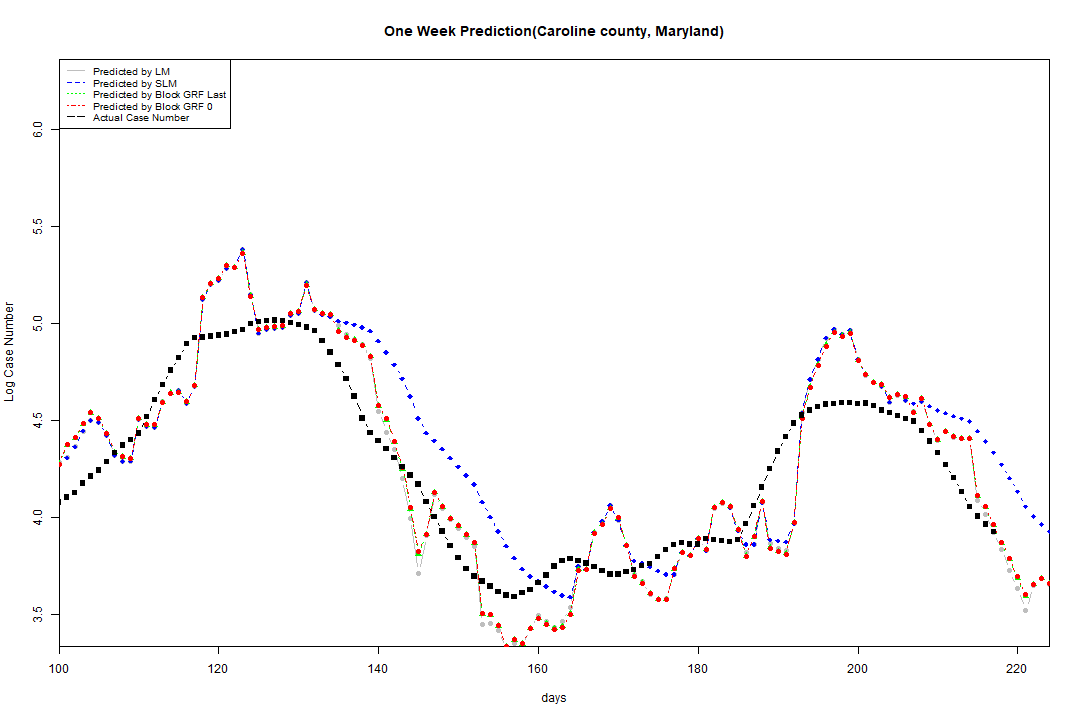 One Week Prediction(Caroline county, Maryland)
Predicted by LM
Predicted by SLM
Predicted by Block GRF Last
Predicted by Block GRF 0
Actual Case Number
Log Case Number
6.0
5.5
5.0
4.5
4.0
3.5
100 120 140 160 180 200 220
days